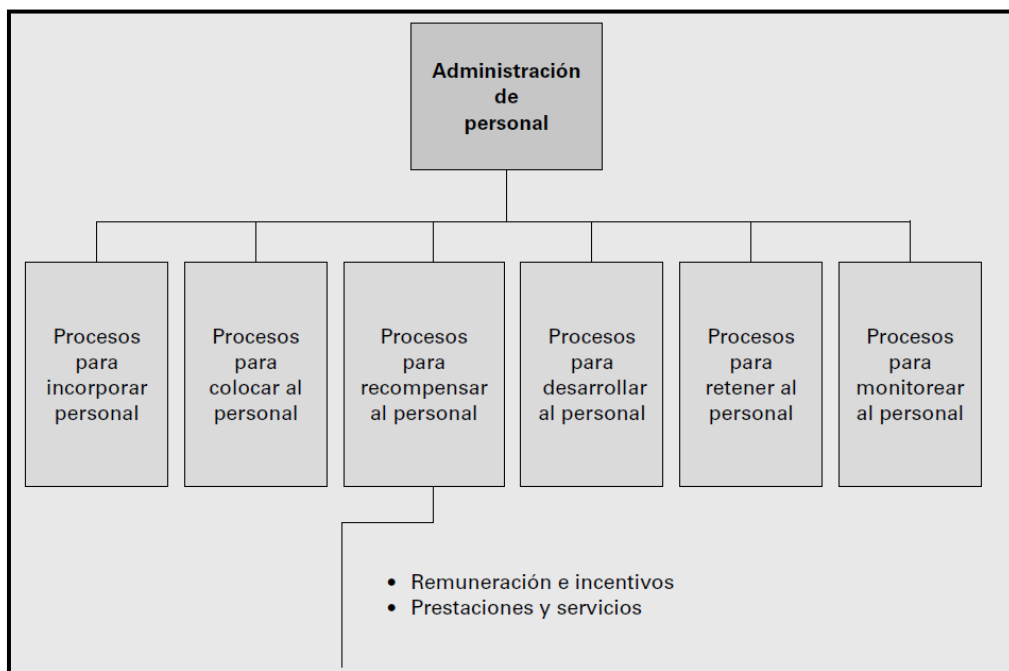 Administración
de
personal
Procesos
para
incorporar
personal
Procesos
para
colocar al
personal
Procesos
para
recompensar
al personal
Procesos
para
desarrollar
al personal
Procesos
para
retener al
personal
Procesos
para
monitorear
al personal
• Remuneración e incentivos
• Prestaciones y servicios